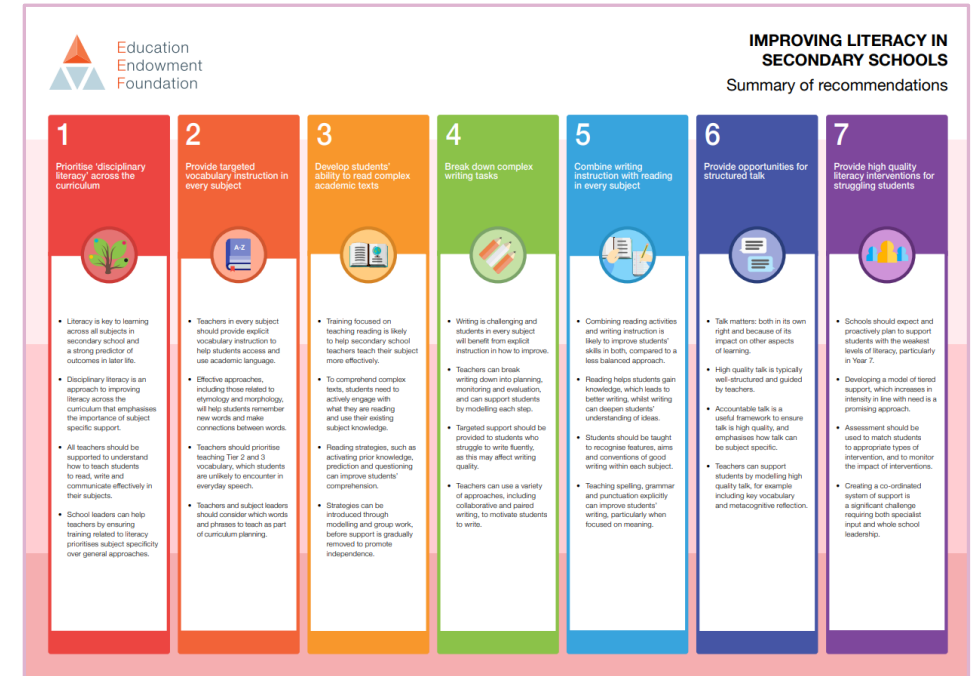 Education
Endowment
Foundation
IMPROVING LITERACY IN
SECONDARY SCHOOLS
Summary of recommendations
1
Prioritise ‘disciplinary
literacy’ across the
curriculum
• Literacy is key to learning
across all subjects in
secondary school and
a strong predictor of
outcomes in later life.
• Disciplinary literacy is an
approach to improving
literacy across the
curriculum that emphasises
the importance of subject
specific support.
• All teachers should be
supported to understand
how to teach students
to read, write and
communicate effectively in
their subjects.
• School leaders can help
teachers by ensuring
training related to literacy
prioritises subject specificity
over general approaches.
2
Provide targeted
vocabulary instruction in
every subject
A-Z
• Teachers in every subject
should provide explicit
vocabulary instruction to
help students access and
use academic language.
• Effective approaches,
including those related to
etymology and morphology,
will help students remember
new words and make
connections between words.
• Teachers should prioritise
teaching Tier 2 and 3
vocabulary, which students
are unlikely to encounter in
everyday speech.
• Teachers and subject leaders
should consider which words
and phrases to teach as part
of curriculum planning.
3
Develop students’
ability to read complex
academic texts
• Training focused on
teaching reading is likely
to help secondary school
teachers teach their subject
more effectively.
• To comprehend complex
texts, students need to
actively engage with
what they are reading
and use their existing
subject knowledge.
• Reading strategies, such as
activating prior knowledge,
prediction and questioning
can improve students’
comprehension.
• Strategies can be
introduced through
modelling and group work,
before support is gradually
removed to promote
independence.
4
Break down complex
writing tasks
• Writing is challenging and
students in every subject
will benefit from explicit
instruction in how to improve.
• Teachers can break
writing down into planning,
monitoring and evaluation,
and can support students
by modelling each step.
• Targeted support should be
provided to students who
struggle to write fluently,
as this may affect writing
quality.
• Teachers can use a variety
of approaches, including
collaborative and paired
writing, to motivate students
to write.
5
Combine writing
instruction with reading
in every subject
• Combining reading activities
and writing instruction is
likely to improve students’
skills in both, compared to a
less balanced approach.
• Reading helps students gain
knowledge, which leads to
better writing, whilst writing
can deepen students’
understanding of ideas.
• Students should be taught
to recognise features, aims
and conventions of good
writing within each subject.
• Teaching spelling, grammar
and punctuation explicitly
can improve students’
writing, particularly when
focused on meaning.
6
Provide opportunities for
structured talk
• Talk matters: both in its own
right and because of its
impact on other aspects
of learning.
• High quality talk is typically
well-structured and guided
by teachers.
• Accountable talk is a
useful framework to ensure
talk is high quality, and
emphasises how talk can
be subject specific.
• Teachers can support
students by modelling high
quality talk, for example
including key vocabulary
and metacognitive reflection.
7
Provide high quality
literacy interventions for
struggling students
• Schools should expect and
proactively plan to support
students with the weakest
levels of literacy, particularly
in Year 7.
• Developing a model of tiered
support, which increases in
intensity in line with need is a
promising approach.
• Assessment should be
used to match students
to appropriate types of
intervention, and to monitor
the impact of interventions.
• Creating a co-ordinated
system of support is
a significant challenge
requiring both specialist
input and whole school
leadership.